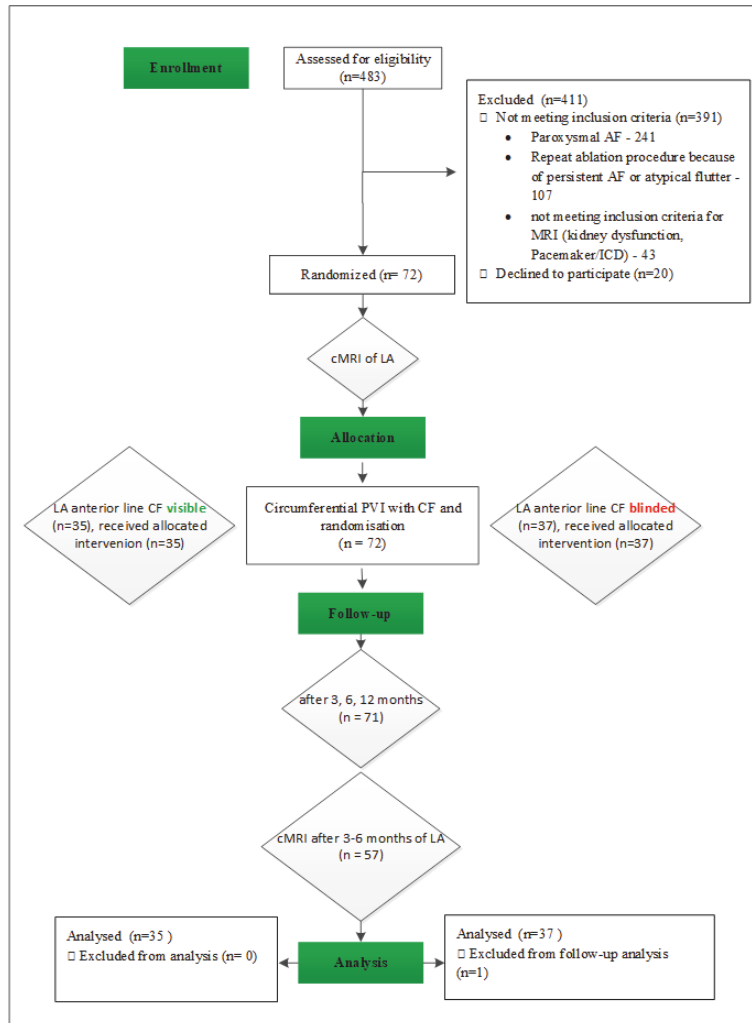 Enrollment
Assessed for eligibility
(n=483)
Excluded (n=411)
□ Not meeting inclusion criteria (n=391)
• Paroxysmal AF - 241
• Repeat ablation procedure because
of persistent AF or atypical flutter -
107
• not meeting inclusion criteria for
MRI (kidney dysfunction,
Pacemaker/ICD) - 43
□ Declined to participate (n=20)
Randomized (n= 72)
cMRI of LA
Allocation
LA anterior line CF visible
(n=35), received allocated
intervenion (n=35)
Circumferential PVI with CF and
randomisation
(n = 72)
LA anterior line CF blinded
(n=37), received allocated
intervention (n=37)
Follow-up
after 3, 6, 12 months
(n = 71)
cMRI after 3-6 months of LA
(n = 57)
Analysed (n=35 )
□ Excluded from analysis (n= 0)
Analysis
Analysed (n=37 )
□ Excluded from follow-up analysis
(n=1)